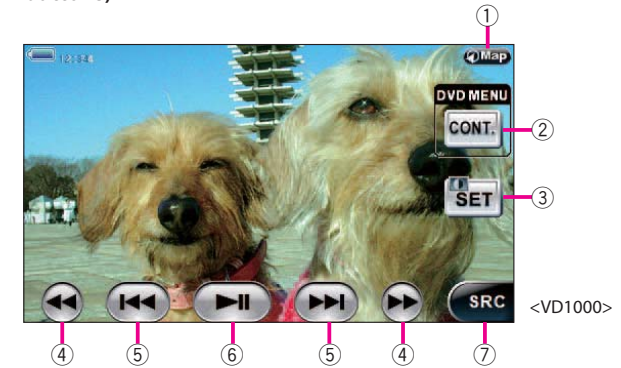 ①
12:34
Map
DVD MENU
CONT.
②
SET
③
SRC
<VD1000>
④
⑤
⑥
⑤
④
⑦